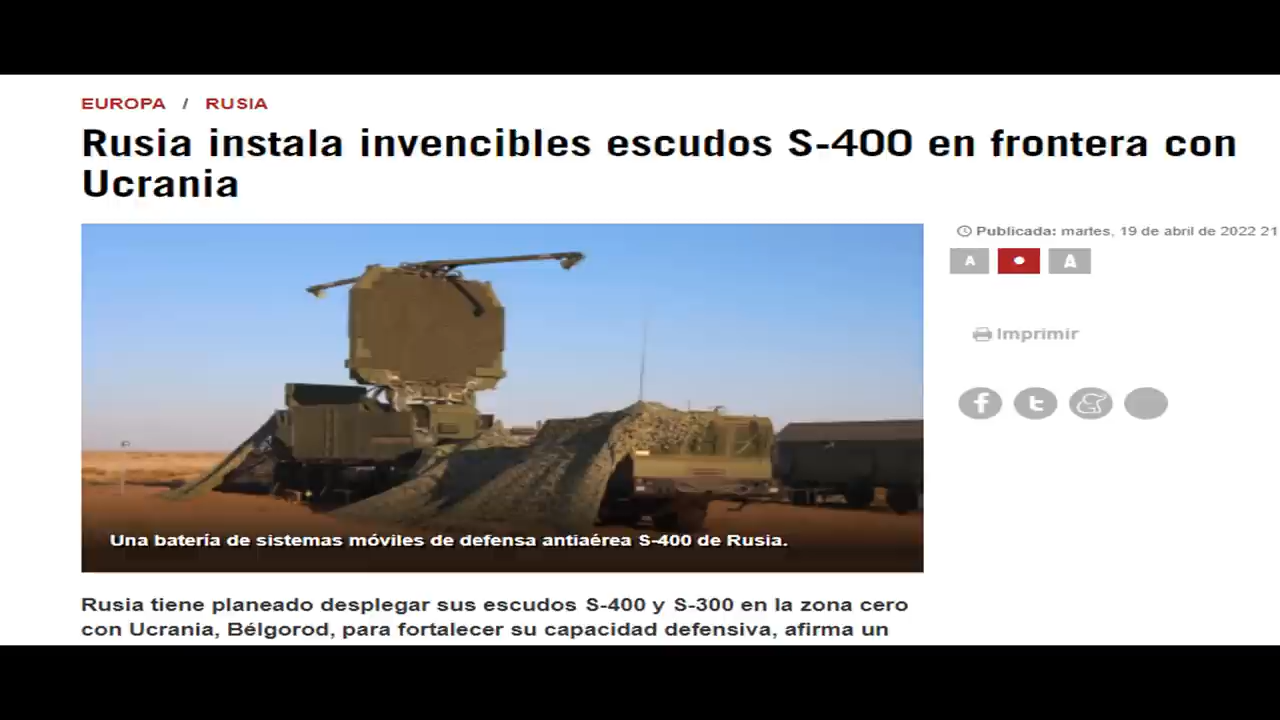 EUROPA / RUSIA
Rusia instala invencibles escudos S-400 en frontera con
Ucrania
Publicada: martes, 19 de abril de 2022 21
A A
Imprimir
Una batería de sistemas móviles de defensa antiaérea S-400 de Rusia.
Rusia tiene planeado desplegar sus escudos S-400 y S-300 en la zona cero
con Ucrania, Bélgorod, para fortalecer su capacidad defensiva, afirma un